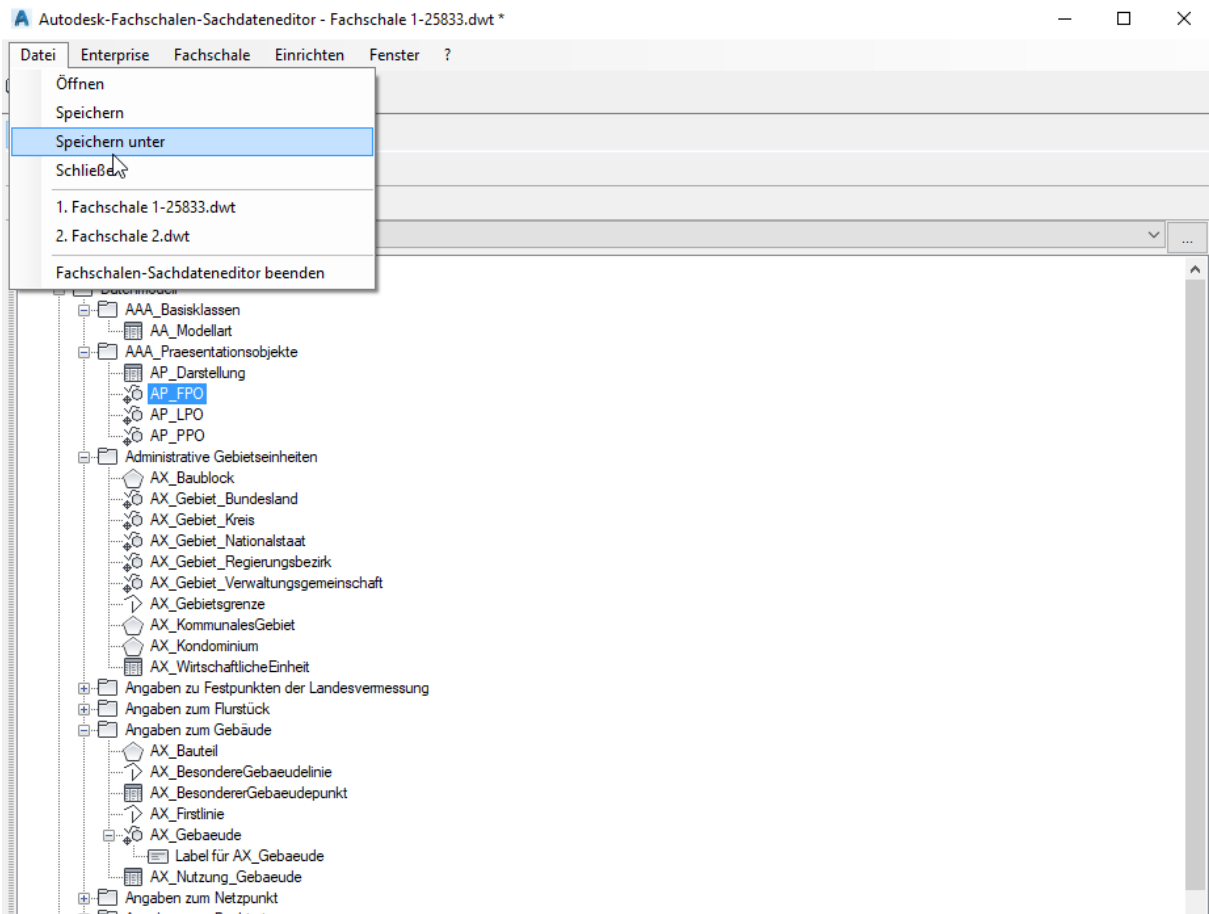 Autodesk-Fachschalen-Sachdateneditor - Fachschale 1-25833.dwt *
Datei Enterprise Fachschale Einrichten Fenster ?
Öffnen
Speichern
Speichern unter
Schließen
1. Fachschale 1-25833.dwt
2. Fachschale 2.dwt
...
Fachschalen-Sachdateneditor beenden
Datenmodell
AAA_Basisklassen
AA_Modellart
AAA_Praesentationsobjekte
AP_Darstellung
AP_FPO
AP_LPO
AP_PPO
Administrative Gebietseinheiten
AX_Baublock
AX_Gebiet_Bundesland
AX_Gebiet_Kreis
AX_Gebiet_Nationalstaat
AX_Gebiet_Regierungsbezirk
AX_Gebiet_Verwaltungsgemeinschaft
AX_Gebietsgrenze
AX_KommunalesGebiet
AX_Kondominium
AX_WirtschaftlicheEinheit
Angaben zu Festpunkten der Landesvermessung
Angaben zum Flurstück
Angaben zum Gebäude
AX_Bauteil
AX_BesondereGebaeudelinie
AX_BesondererGebaeudepunkt
AX_Firstlinie
AX_Gebaeude
Label für AX_Gebaeude
AX_Nutzung_Gebaeude
Angaben zum Netzpunkt